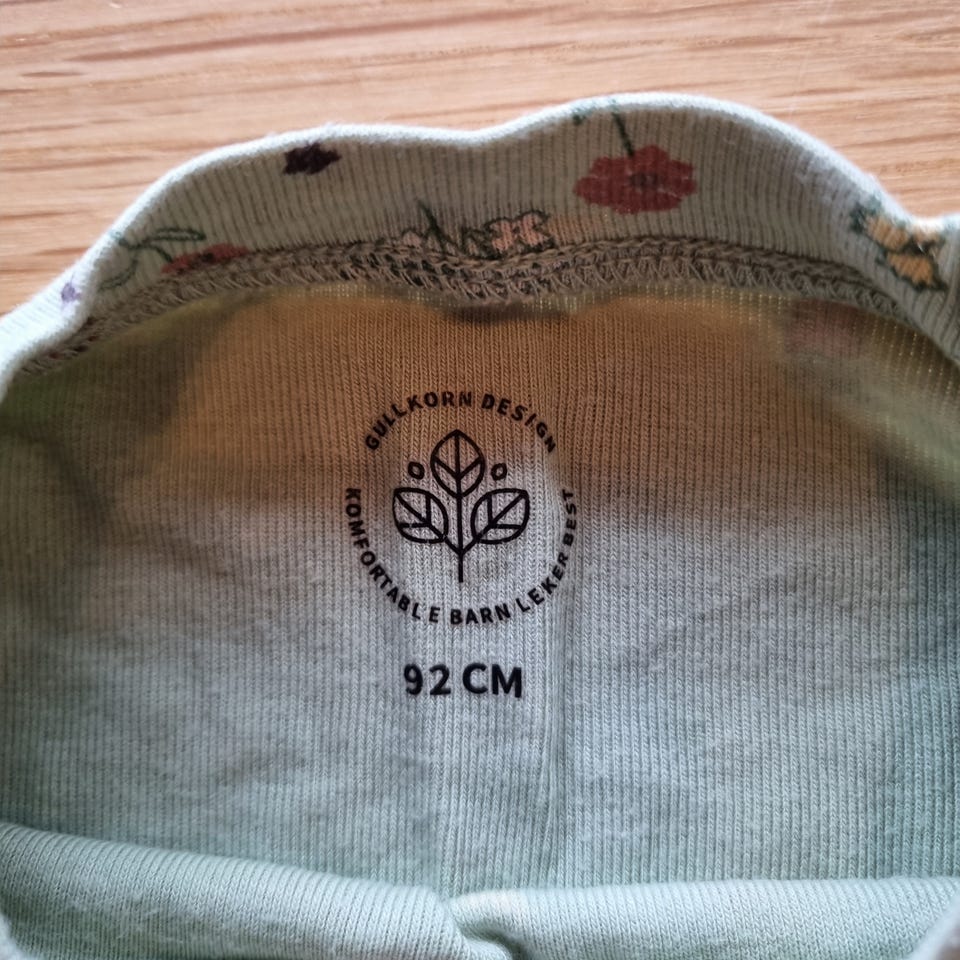 GULLKORN DESIGN
KOMFORTABLE BARN LEKER BEST
92 CM